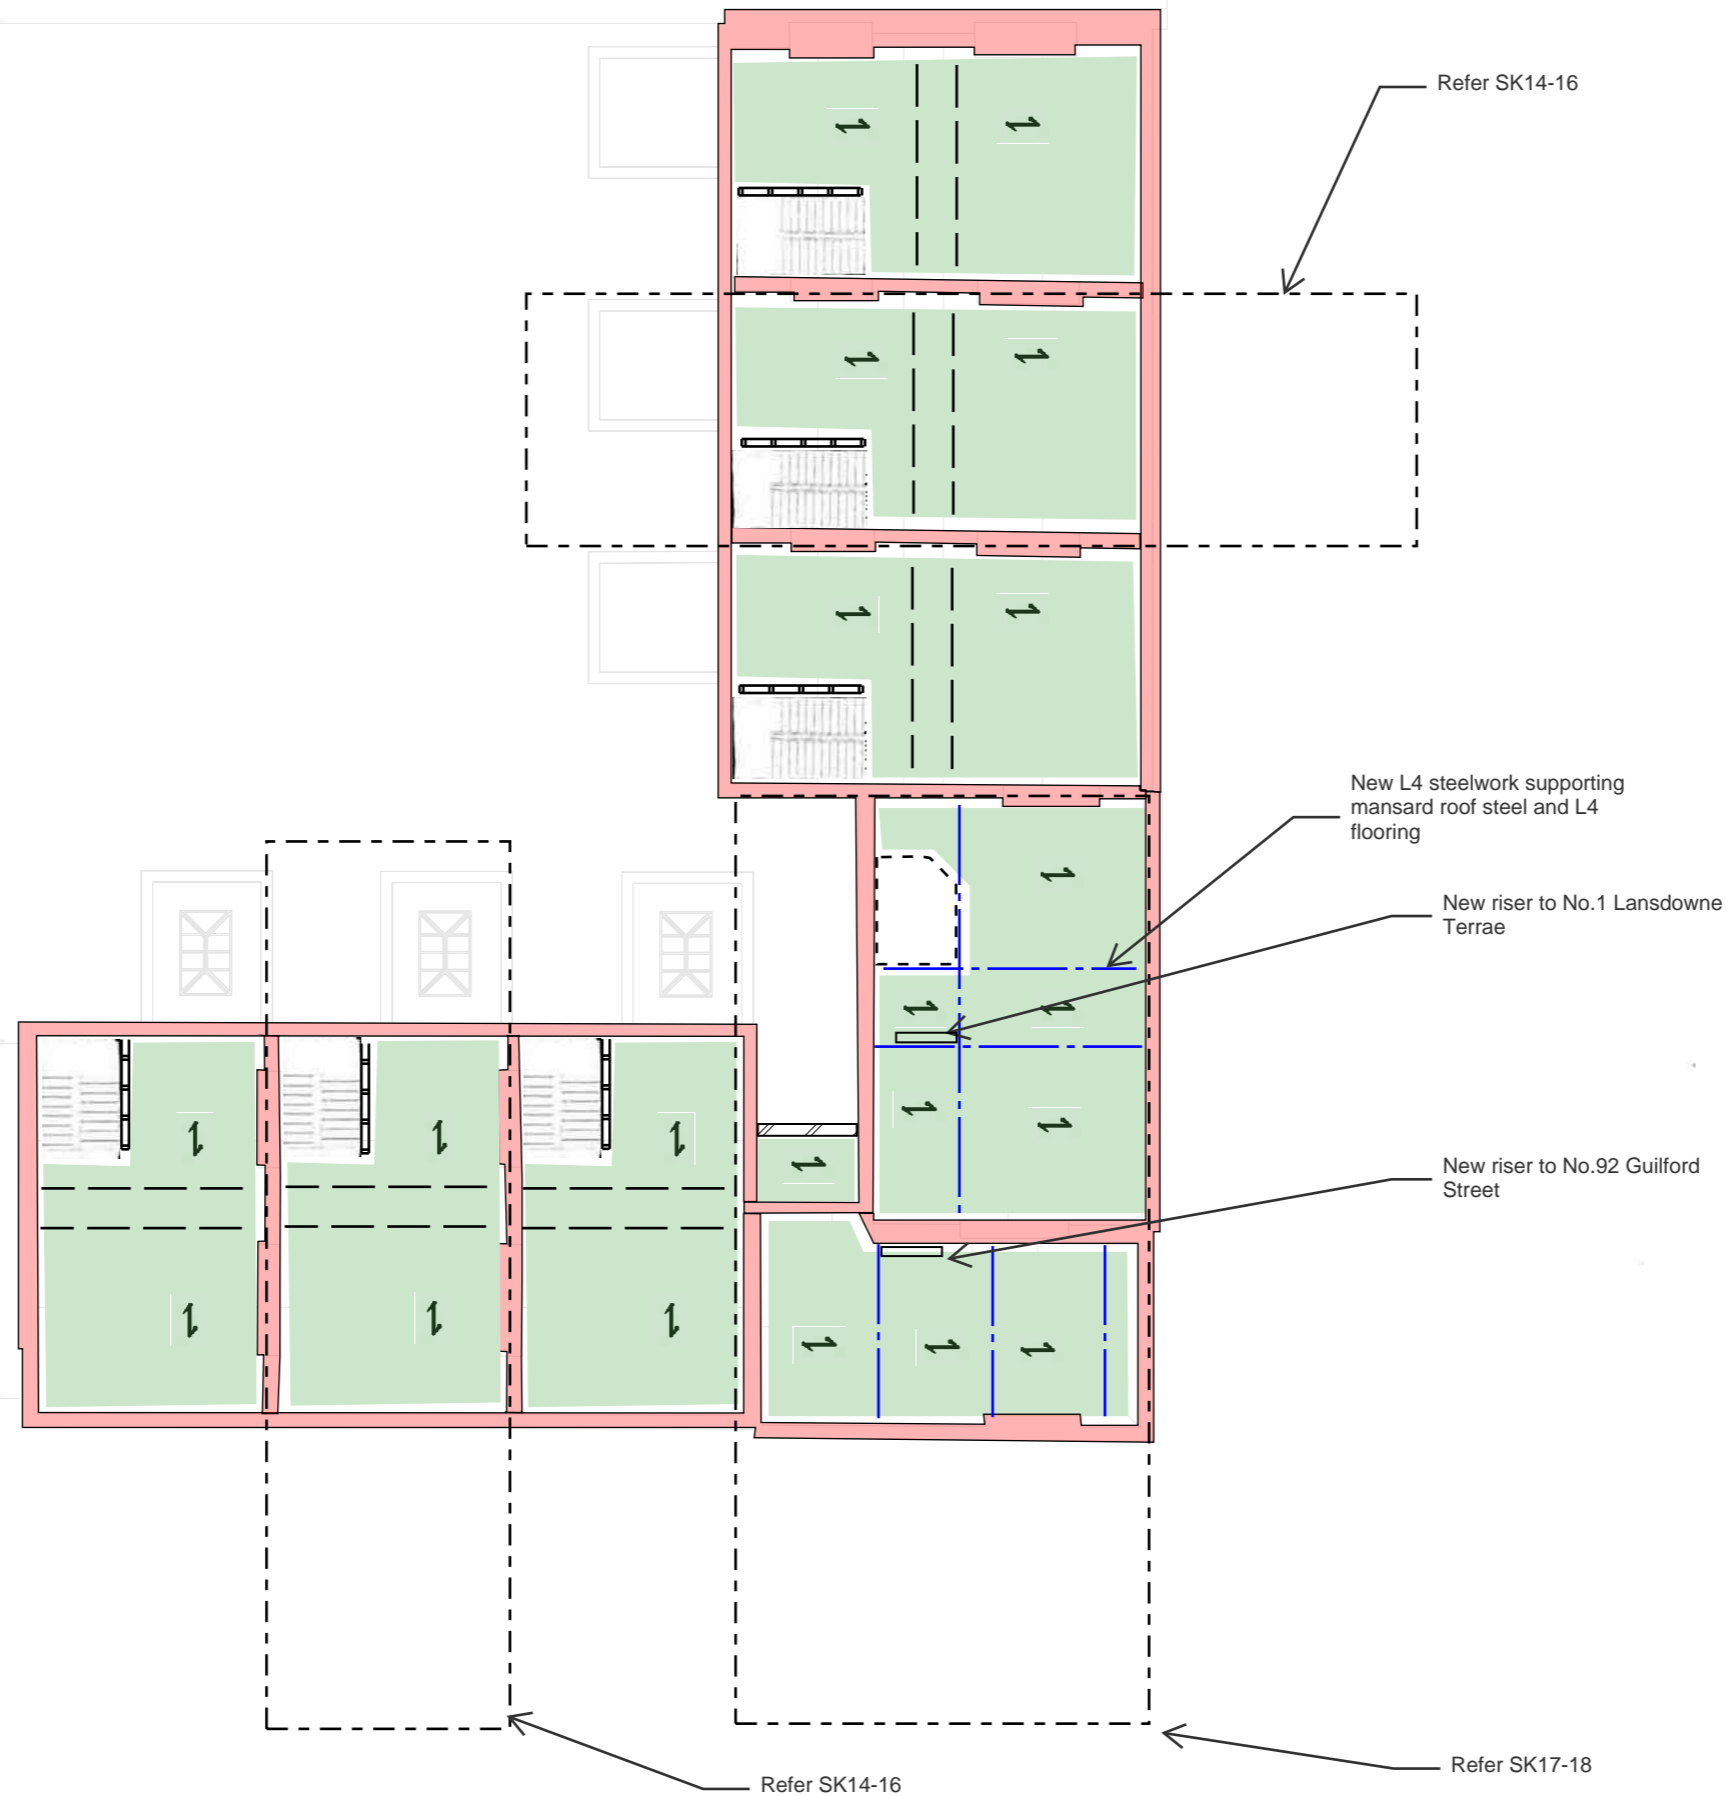 Refer SK14-16
New L4 steelwork supporting
mansard roof steel and L4
flooring
New riser to No.1 Lansdowne
Terrae
New riser to No.92 Guilford
Street
Refer SK17-18
Refer SK14-16